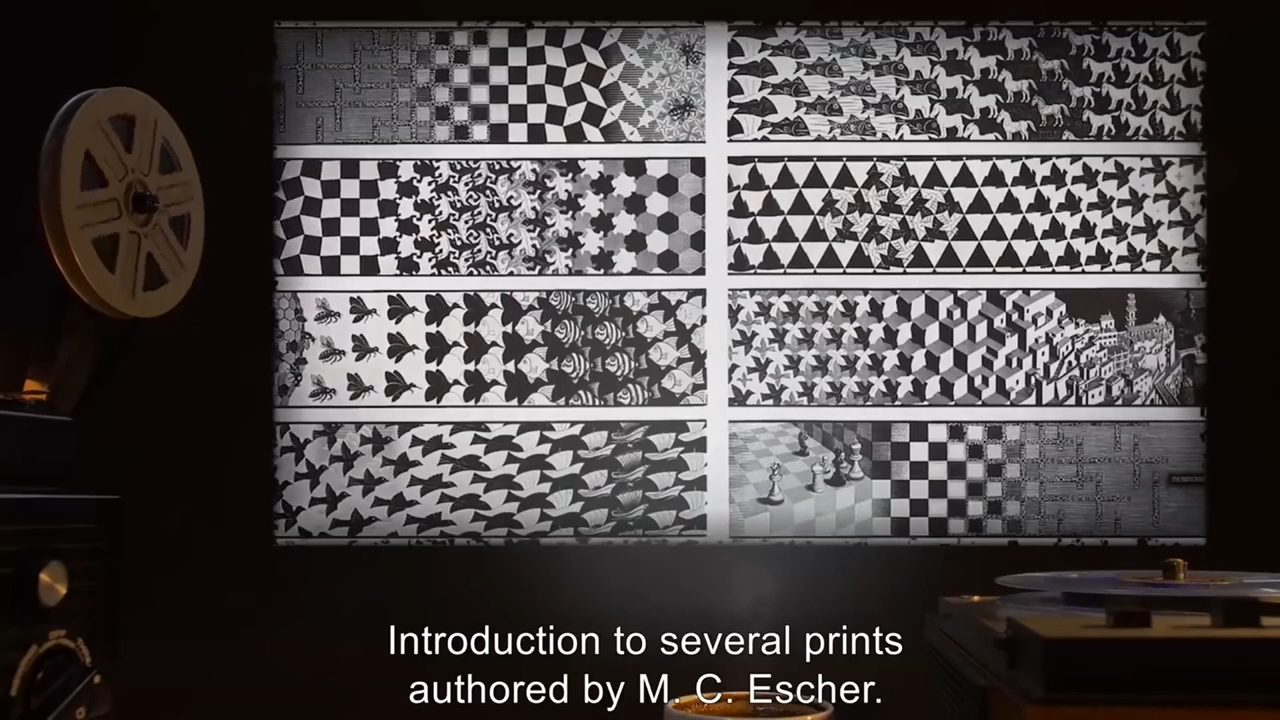 Introduction to several prints
authored by M. C. Escher.